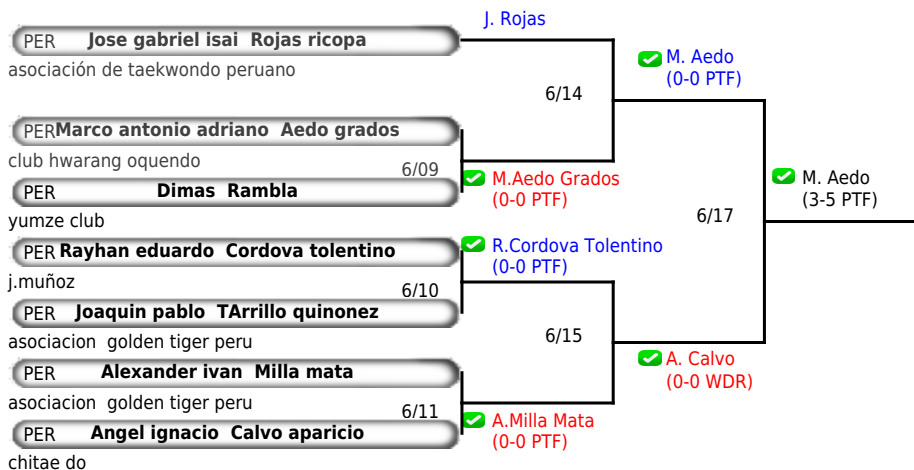 J. Rojas
PER Jose gabriel isai Rojas ricopa
asociación de taekwondo peruano
M. Aedo
(0-0 PTF)
6/14
PER Marco antonio adriano Aedo grados
club hwarang oquendo
6/09
M.Aedo Grados
(0-0 PTF)
PER Dimas Rambla
yumze club
M. Aedo
(3-5 PTF)
6/17
PER Rayhan eduardo Cordova tolentino
j.muñoz
R.Cordova Tolentino
(0-0 PTF)
6/10
PER Joaquin pablo TArrillo quinonez
asociacion golden tiger peru
6/15
A. Calvo
(0-0 WDR)
PER Alexander ivan Milla mata
asociacion golden tiger peru
6/11
A.Milla Mata
(0-0 PTF)
PER Angel ignacio Calvo aparicio
chitae do